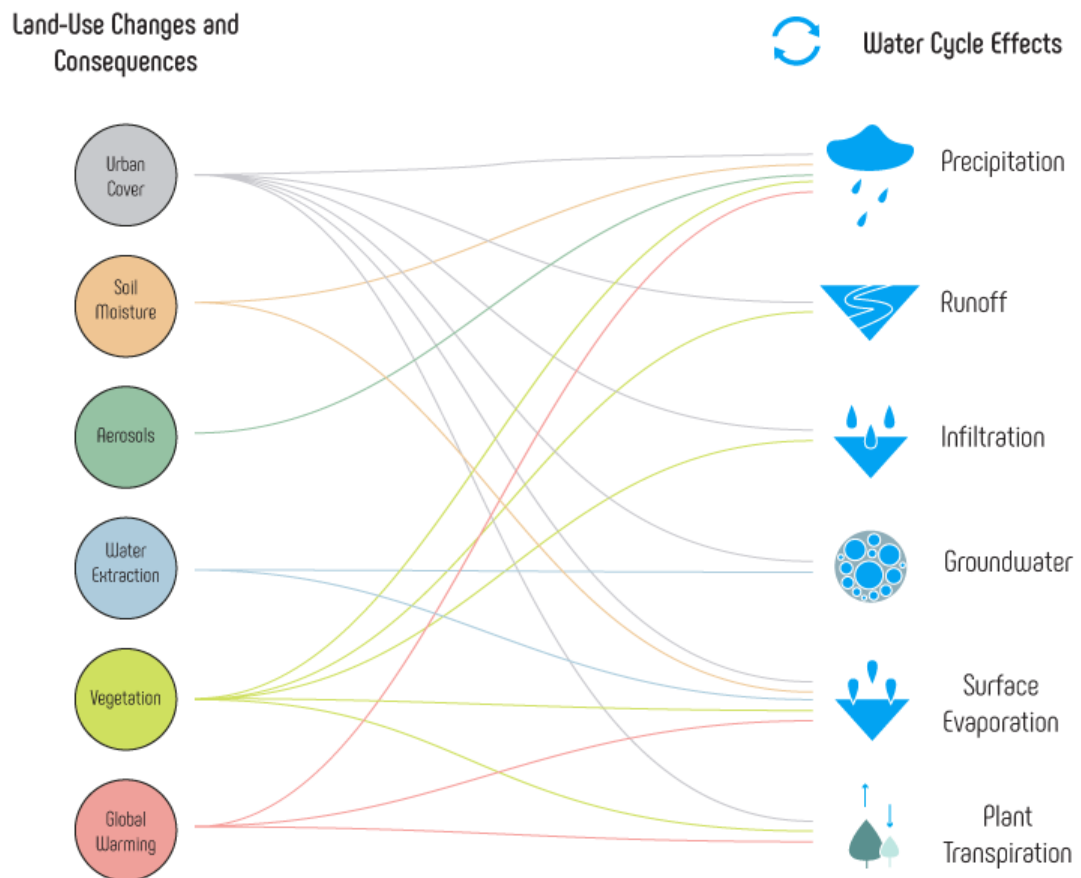 Land-Use Changes and
Consequences
Water Cycle Effects
Urban
Cover
Soil
Moisture
Aerosols
Water
Extraction
Vegetation
Global
Warming
Precipitation
Runoff
Infiltration
Groundwater
Surface
Evaporation
Plant
Transpiration